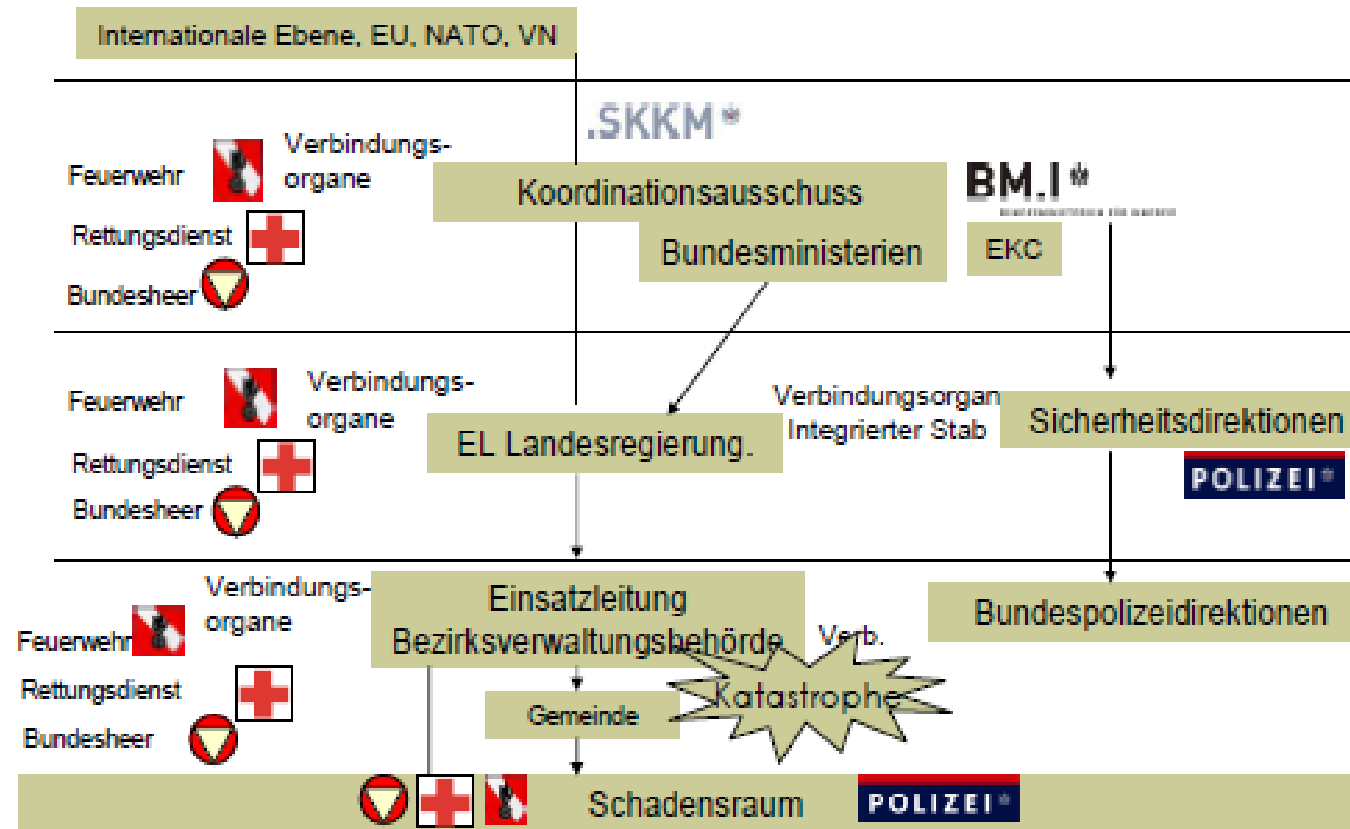 Internationale Ebene, EU, NATO, VN
.SKKM
Verbindungs-
organe
Feuerwehr
Rettungsdienst
Bundesheer
Koordinationsausschuss
Bundesministerien
BM.I
EKC
Verbindungs-
organe
Feuerwehr
Rettungsdienst
Bundesheer
EL Landesregierung.
Verbindungsorgan
Integrierter Stab
Sicherheitsdirektionen
POLIZEI
Verbindungs-
organe
Feuerwehr
Rettungsdienst
Bundesheer
Einsatzleitung
Bezirksverwaltungsbehörde
Verb.
Bundespolizeidirektionen
Katastrophe
Gemeinde
Schadensraum
POLIZEI